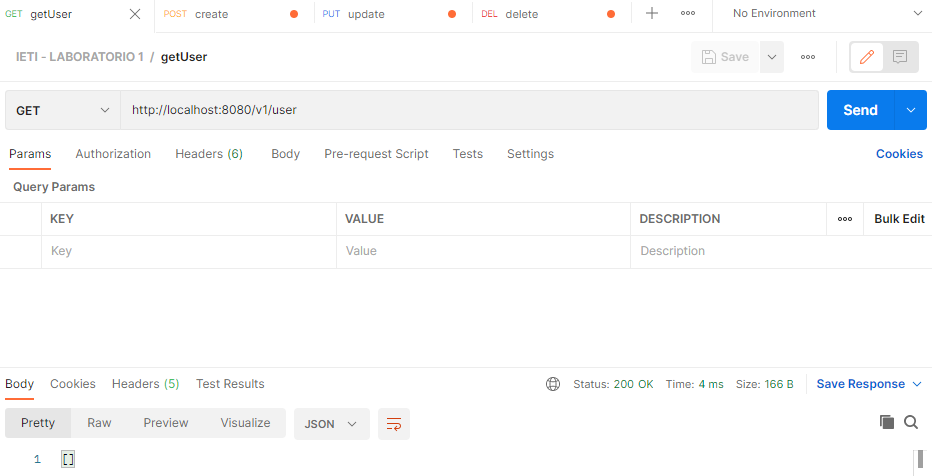 GET getUser POST create PUT update DEL delete No Environment
IETI - LABORATORIO 1 / getUser Save
GET http://localhost:8080/v1/user Send
Params Authorization Headers (6) Body Pre-request Script Tests Settings Cookies
Query Params
KEY VALUE DESCRIPTION Bulk Edit
Key Value Description
Body Cookies Headers (5) Test Results Status: 200 OK Time: 4 ms Size: 166 B Save Response
Pretty Raw Preview Visualize JSON
1 []